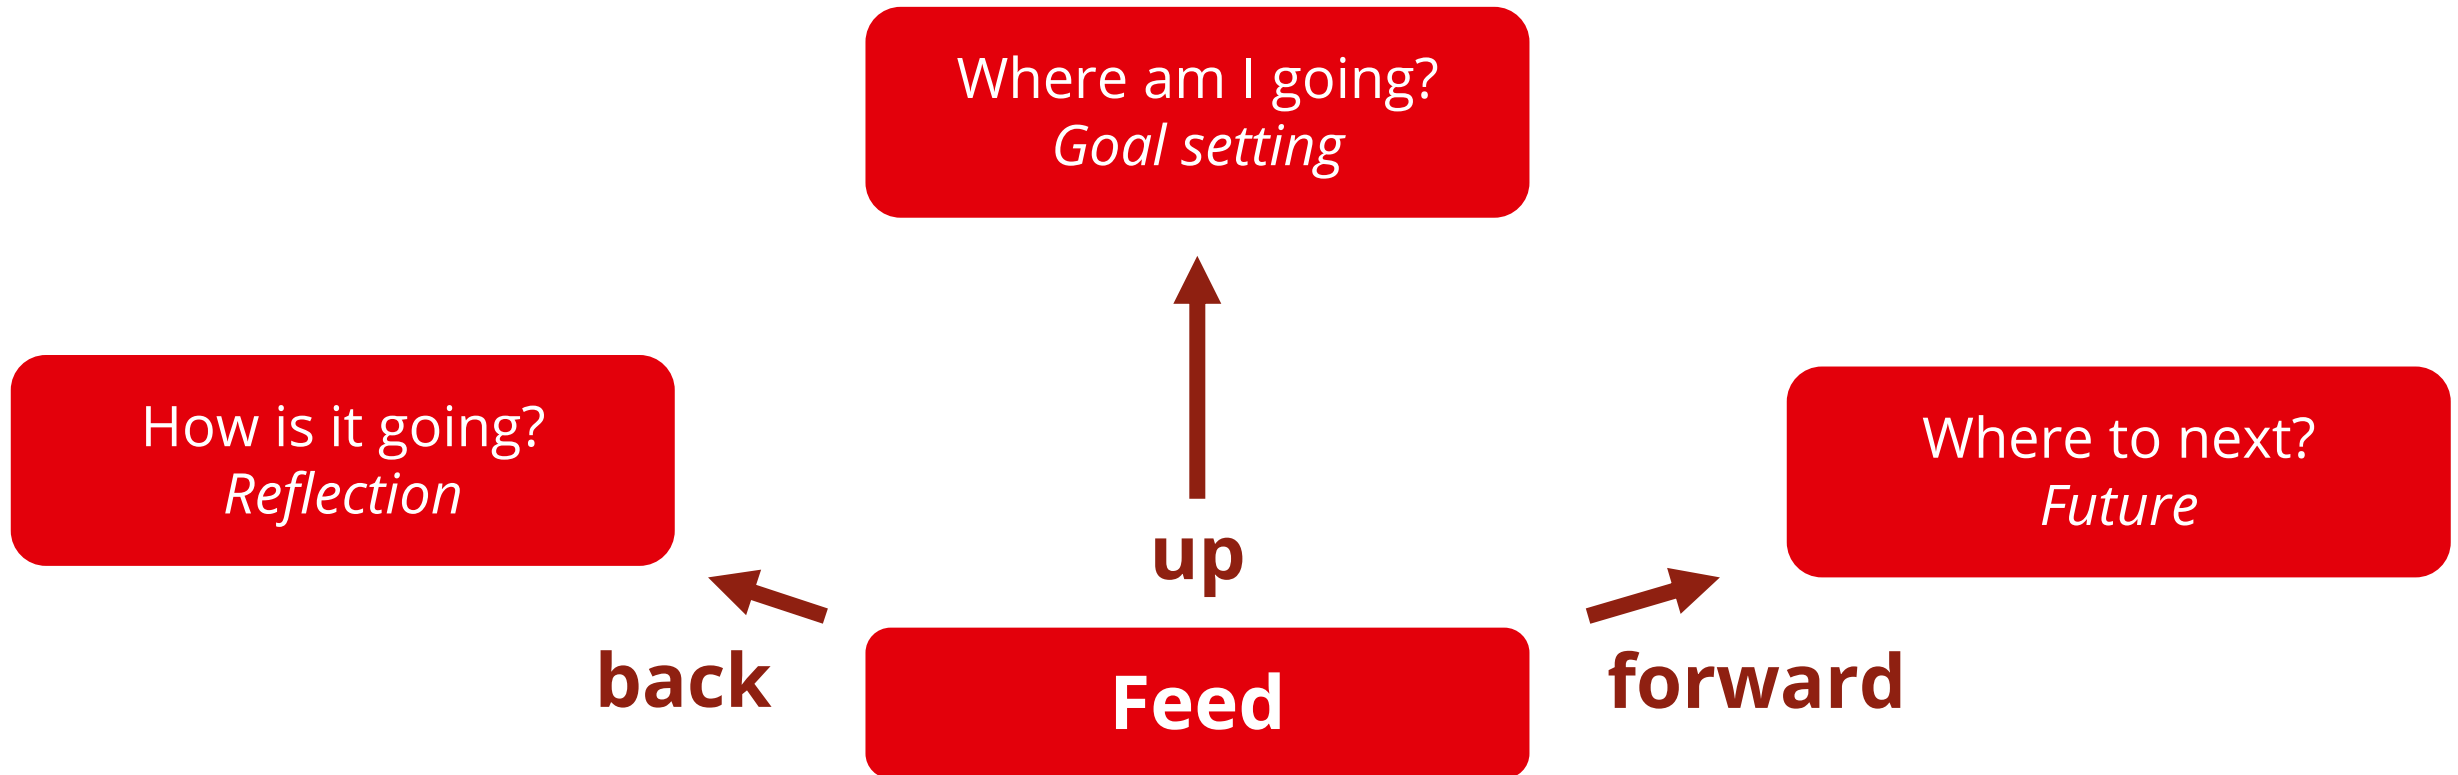 Where am I going?
Goal setting
How is it going?
Reflection
Where to next?
Future
up
back
Feed
forward